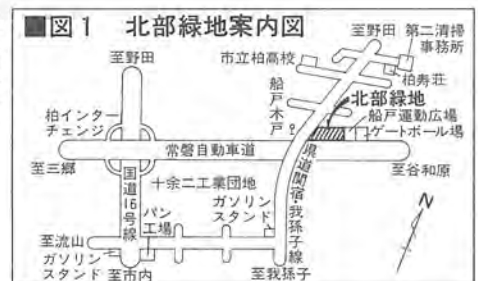 ■図1 北部緑地案内図
至野田
至野田
第二清掃
事務所
市立柏高校
柏寿荘
船戸木戸
北部緑地
船戸運動広場
ゲートボール場
柏インター
チェンジ
常磐自動車道
至三郷
至谷和原
国道16号線
十余二工業団地
県道関宿・我孫子線
パン
工場
ガソリン
スタンド
至流山
ガソリン
スタンド
至市内
至我孫子
N